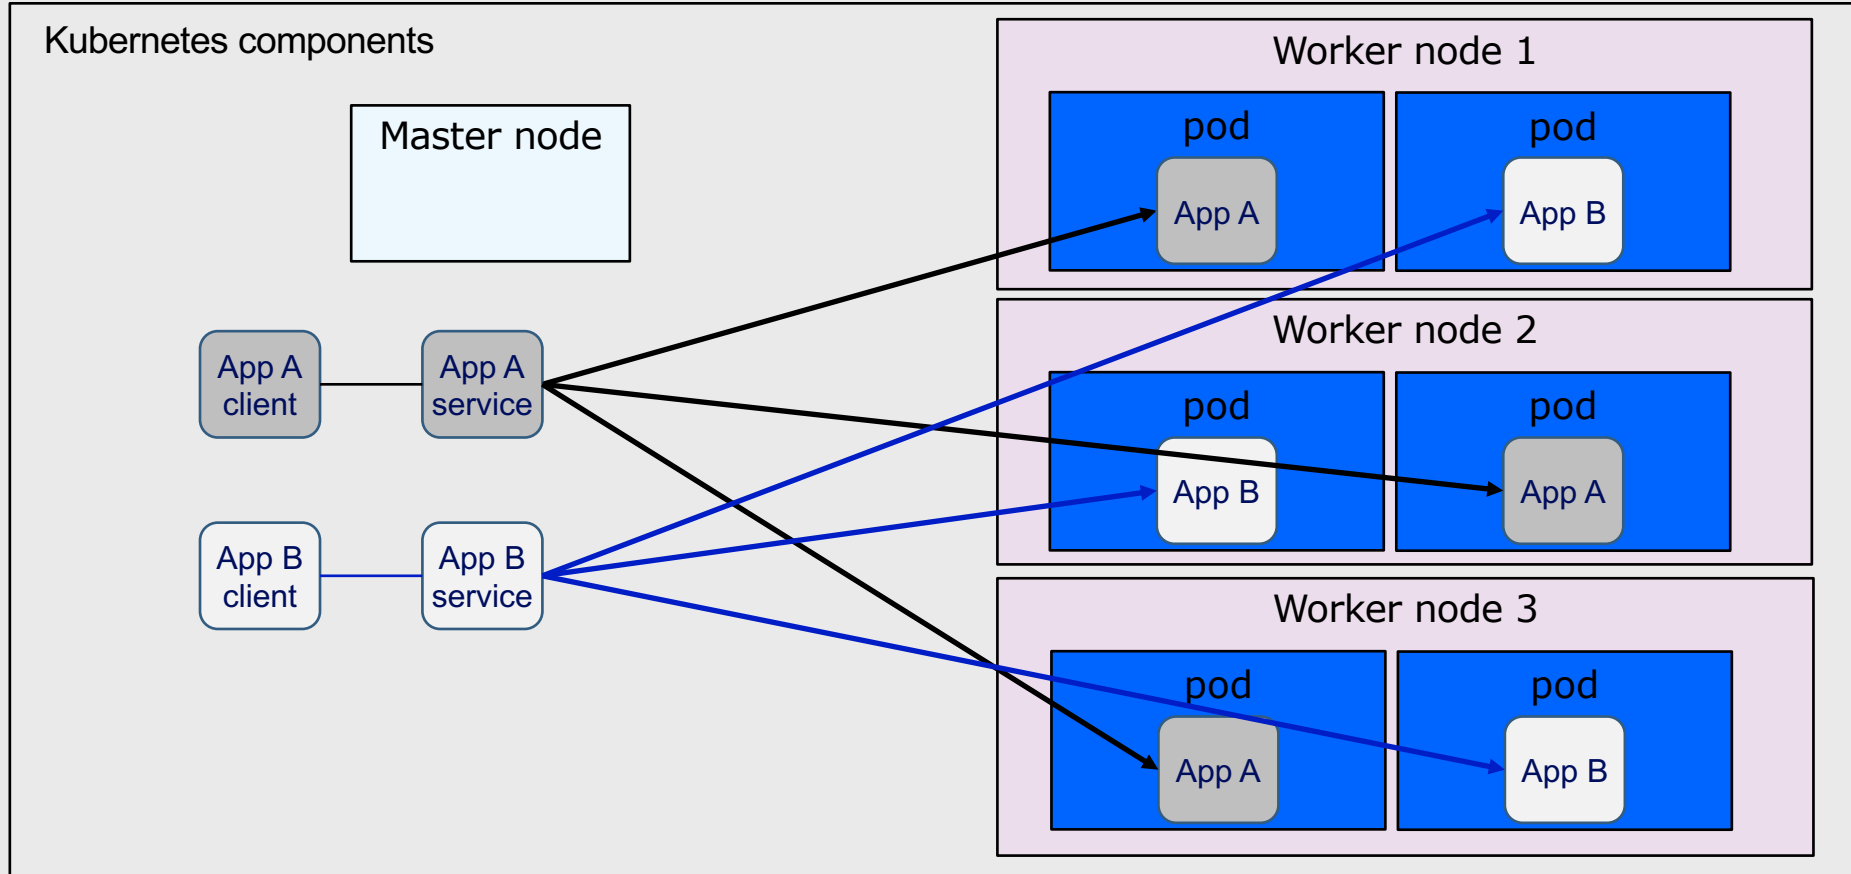 Kubernetes components
Master node
App A
client
App A
service
App B
client
App B
service
Worker node 1
pod
App A
pod
App B
Worker node 2
pod
App B
pod
App A
Worker node 3
pod
App A
pod
App B